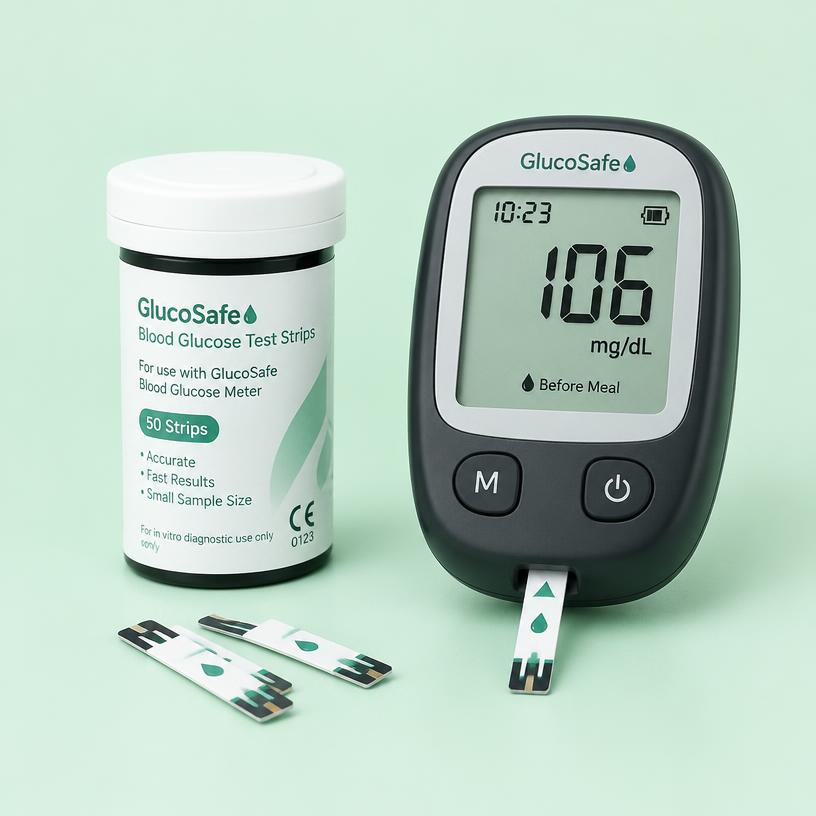 GlucoSafe
Blood Glucose Test Strips
For use with GlucoSafe
Blood Glucose Meter
50 Strips
• Accurate
• Fast Results
• Small Sample Size
For in vitro diagnostic use only
CE
0123
GlucoSafe
10:23
106
mg/dL
Before Meal
M